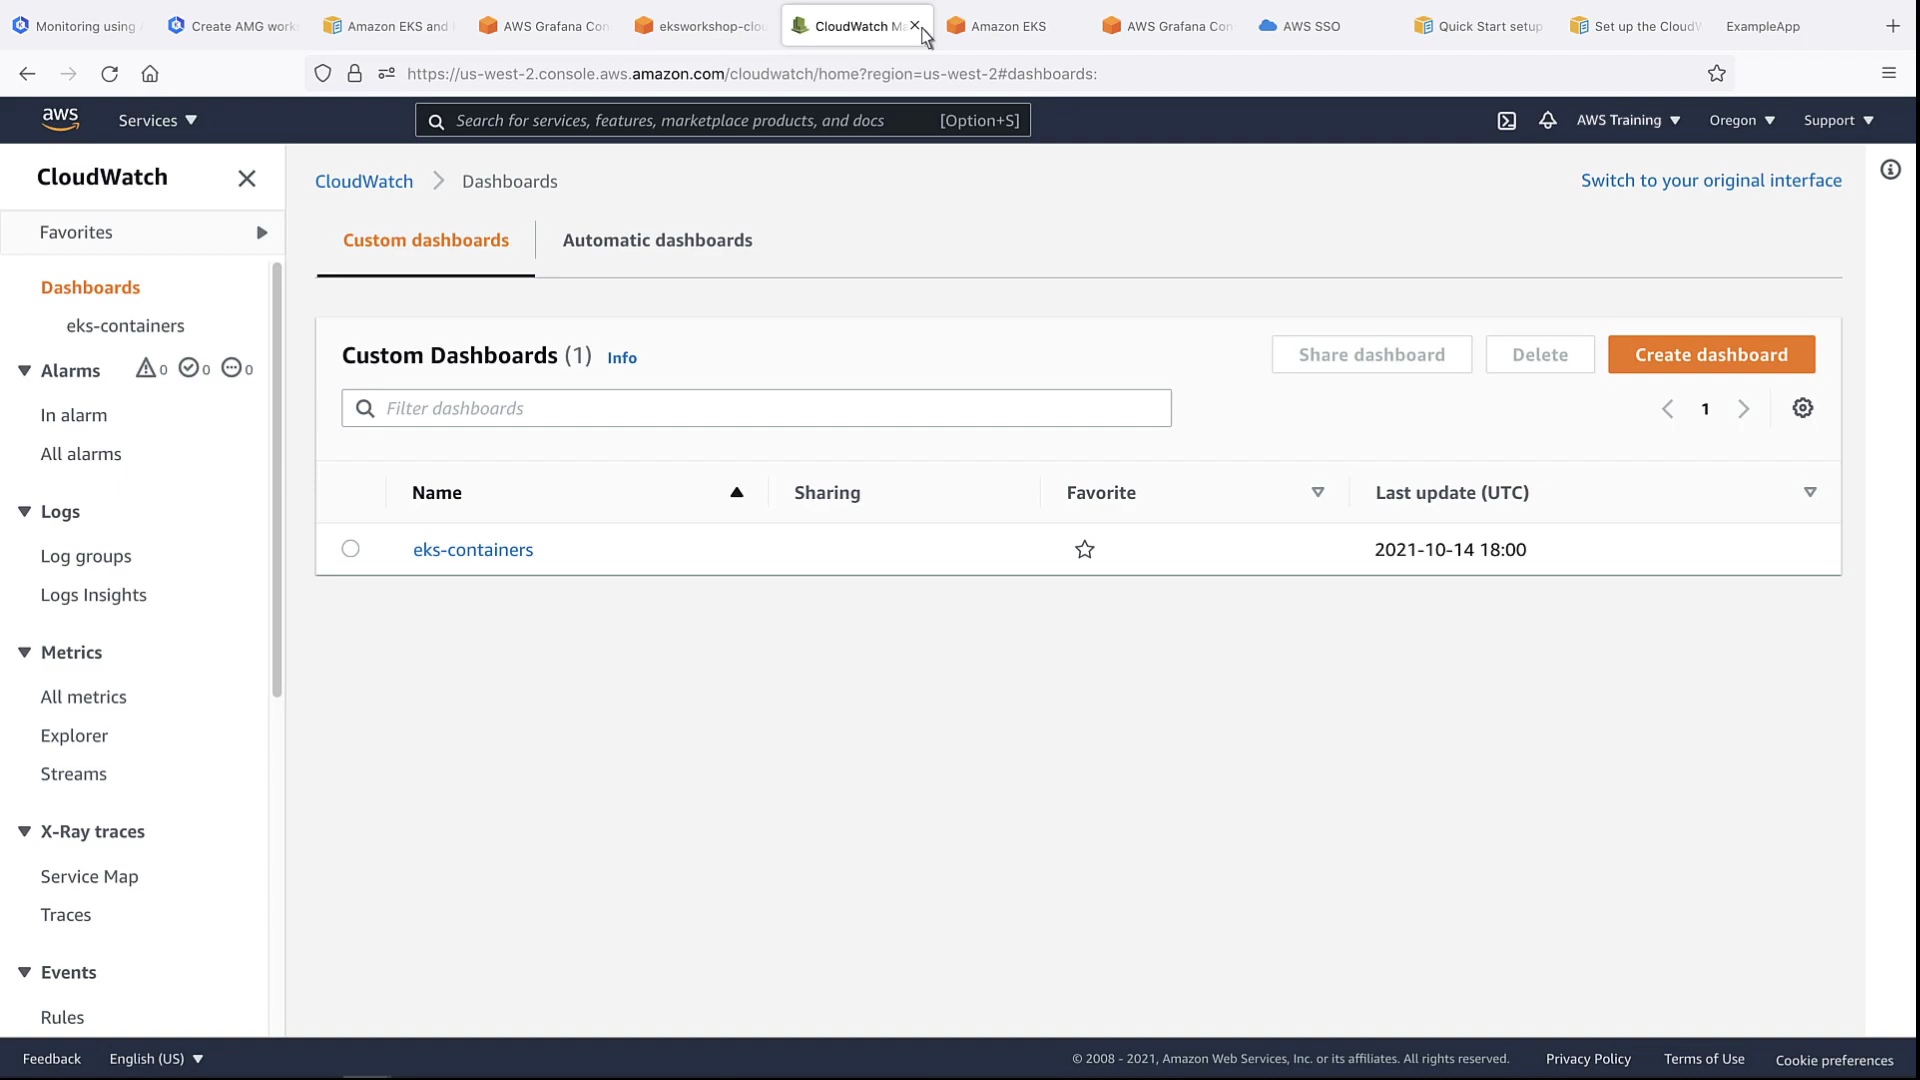 Monitoring using
Create AMG works
Amazon EKS and
AWS Grafana Con
eksworkshop-clou
CloudWatch Ma
Amazon EKS
AWS Grafana Con
AWS SSO
Quick Start setup
Set up the CloudW
ExampleApp
https://us-west-2.console.aws.amazon.com/cloudwatch/home?region=us-west-2#dashboards:
aws
Services
Search for services, features, marketplace products, and docs
[Option+S]
AWS Training
Oregon
Support
CloudWatch
Favorites
Dashboards
eks-containers
Alarms
0
0
0
In alarm
All alarms
Logs
Log groups
Logs Insights
Metrics
All metrics
Explorer
Streams
X-Ray traces
Service Map
Traces
Events
Rules
CloudWatch
Dashboards
Switch to your original interface
Custom dashboards
Automatic dashboards
Custom Dashboards (1) Info
Share dashboard
Delete
Create dashboard
Filter dashboards
1
Name
Sharing
Favorite
Last update (UTC)
eks-containers
2021-10-14 18:00
Feedback
English (US)
© 2008 - 2021, Amazon Web Services, Inc. or its affiliates. All rights reserved.
Privacy Policy
Terms of Use
Cookie preferences